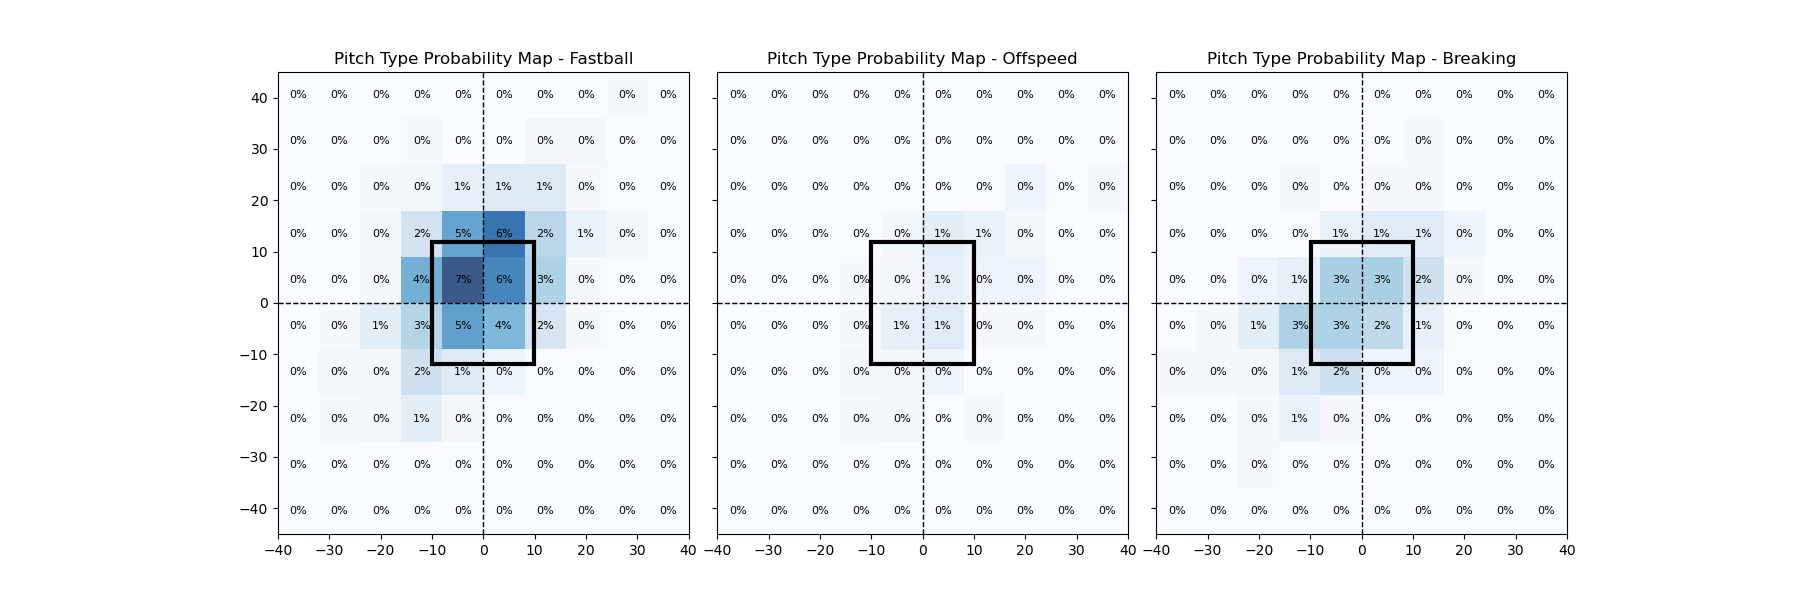 Pitch Type Probability Map - Fastball Pitch Type Probability Map - Offspeed Pitch Type Probability Map - Breaking
40 0% 0% 0% 0% 0% 0% 0% 0% 0% 0% 0% 0% 0% 0% 0% 0% 0% 0% 0% 0% 0% 0% 0% 0% 0% 0% 0% 0% 0% 0%
30 0% 0% 0% 0% 0% 0% 0% 0% 0% 0% 0% 0% 0% 0% 0% 0% 0% 0% 0% 0% 0% 0% 0% 0% 0% 0% 0% 0% 0% 0%
20 0% 0% 0% 0% 1% 1% 1% 0% 0% 0% 0% 0% 0% 0% 0% 0% 0% 0% 0% 0% 0% 0% 0% 0% 0% 0% 0% 0% 0% 0%
10 0% 0% 0% 2% 5% 6% 2% 1% 0% 0% 0% 0% 0% 0% 0% 1% 1% 0% 0% 0% 0% 0% 0% 0% 1% 1% 1% 0% 0% 0%
0 0% 0% 0% 4% 7% 6% 3% 0% 0% 0% 0% 0% 0% 0% 0% 1% 0% 0% 0% 0% 0% 0% 0% 1% 3% 3% 2% 0% 0% 0%
0% 0% 1% 3% 5% 4% 2% 0% 0% 0% 0% 0% 0% 0% 1% 1% 0% 0% 0% 0% 0% 0% 1% 3% 3% 2% 1% 0% 0% 0%
−10 0% 0% 0% 2% 1% 0% 0% 0% 0% 0% 0% 0% 0% 0% 0% 0% 0% 0% 0% 0% 0% 0% 0% 1% 2% 0% 0% 0% 0% 0%
−20 0% 0% 0% 1% 0% 0% 0% 0% 0% 0% 0% 0% 0% 0% 0% 0% 0% 0% 0% 0% 0% 0% 0% 1% 0% 0% 0% 0% 0% 0%
−30 0% 0% 0% 0% 0% 0% 0% 0% 0% 0% 0% 0% 0% 0% 0% 0% 0% 0% 0% 0% 0% 0% 0% 0% 0% 0% 0% 0% 0% 0%
−40 0% 0% 0% 0% 0% 0% 0% 0% 0% 0% 0% 0% 0% 0% 0% 0% 0% 0% 0% 0% 0% 0% 0% 0% 0% 0% 0% 0% 0% 0%
−40 −30 −20 −10 0 10 20 30 40 −40 −30 −20 −10 0 10 20 30 40 −40 −30 −20 −10 0 10 20 30 40